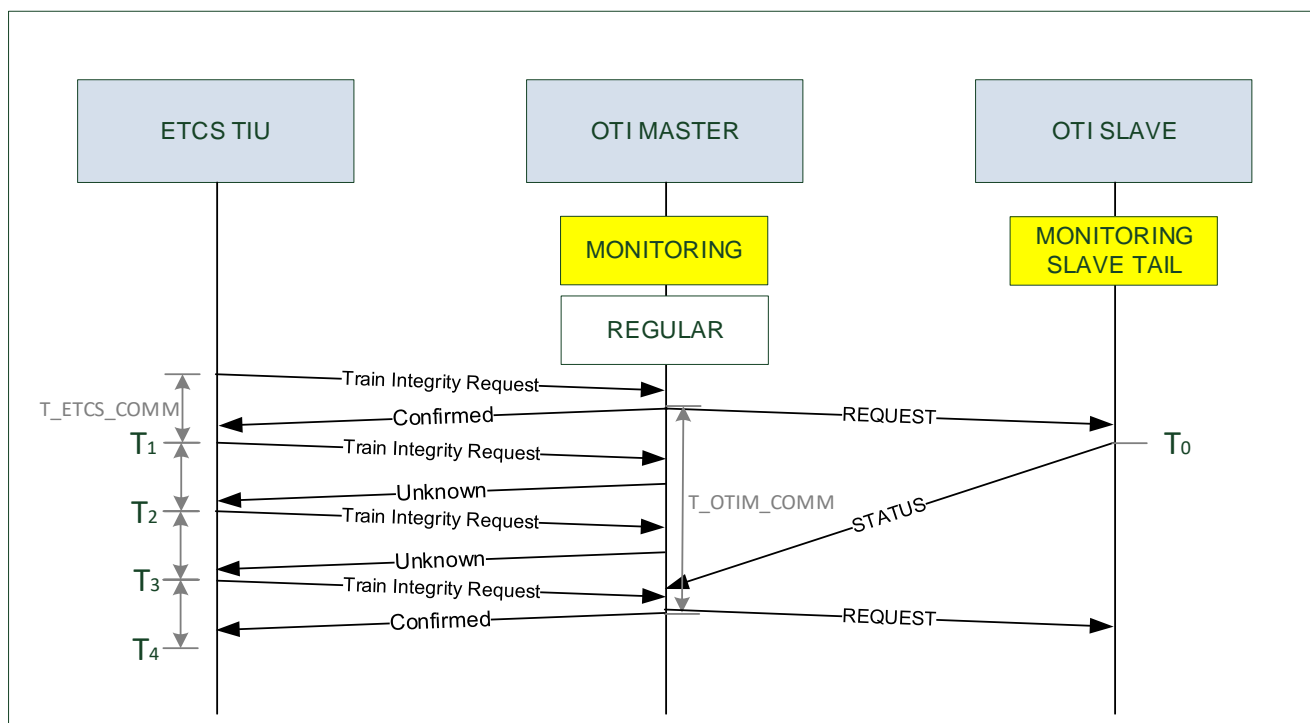 ETCS TIU
OTI MASTER
OTI SLAVE
MONITORING
MONITORING
SLAVE TAIL
REGULAR
Train Integrity Request
T_ETCS_COMM
Confirmed
REQUEST
T1
Train Integrity Request
T0
Unknown
T_OTIM_COMM
STATUS
T2
Train Integrity Request
Unknown
T3
Train Integrity Request
Confirmed
REQUEST
T4